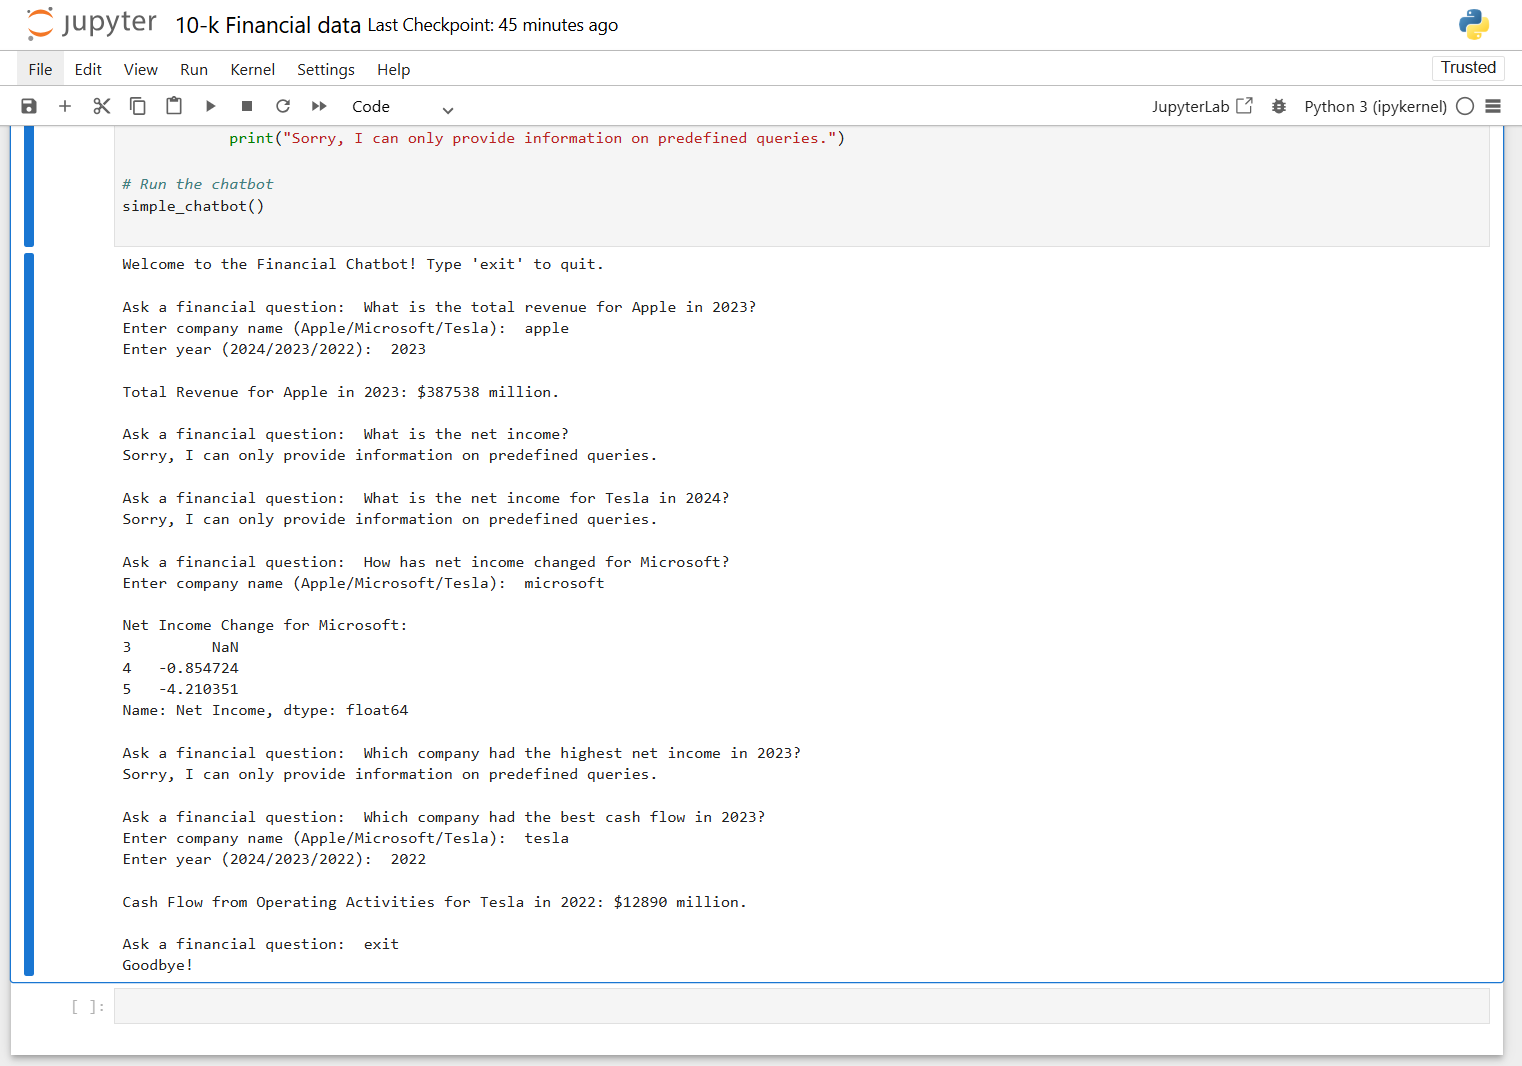 jupyter 10-k Financial data Last Checkpoint: 45 minutes ago
File Edit View Run Kernel Settings Help Trusted
Code JupyterLab Python 3 (ipykernel)
print("Sorry, I can only provide information on predefined queries.")
# Run the chatbot
simple_chatbot()
Welcome to the Financial Chatbot! Type 'exit' to quit.
Ask a financial question:  What is the total revenue for Apple in 2023?
Enter company name (Apple/Microsoft/Tesla):  apple
Enter year (2024/2023/2022):  2023
Total Revenue for Apple in 2023: $387538 million.
Ask a financial question:  What is the net income?
Sorry, I can only provide information on predefined queries.
Ask a financial question:  What is the net income for Tesla in 2024?
Sorry, I can only provide information on predefined queries.
Ask a financial question:  How has net income changed for Microsoft?
Enter company name (Apple/Microsoft/Tesla):  microsoft
Net Income Change for Microsoft:
3         NaN
4   -0.854724
5   -4.210351
Name: Net Income, dtype: float64
Ask a financial question:  Which company had the highest net income in 2023?
Sorry, I can only provide information on predefined queries.
Ask a financial question:  Which company had the best cash flow in 2023?
Enter company name (Apple/Microsoft/Tesla):  tesla
Enter year (2024/2023/2022):  2022
Cash Flow from Operating Activities for Tesla in 2022: $12890 million.
Ask a financial question:  exit
Goodbye!
[ ]: